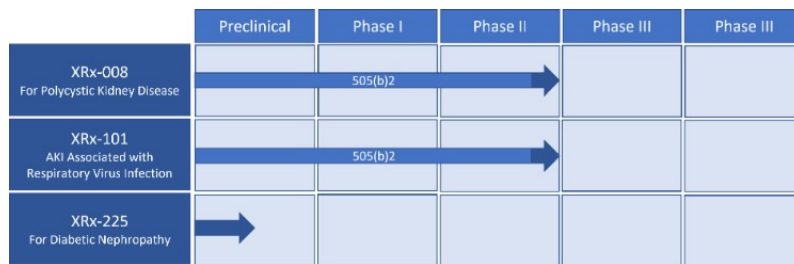 Preclinical Phase I Phase II Phase III Phase III
XRx-008
For Polycystic Kidney Disease
505(b)2
XRx-101
AKI Associated with
Respiratory Virus Infection
505(b)2
XRx-225
For Diabetic Nephropathy